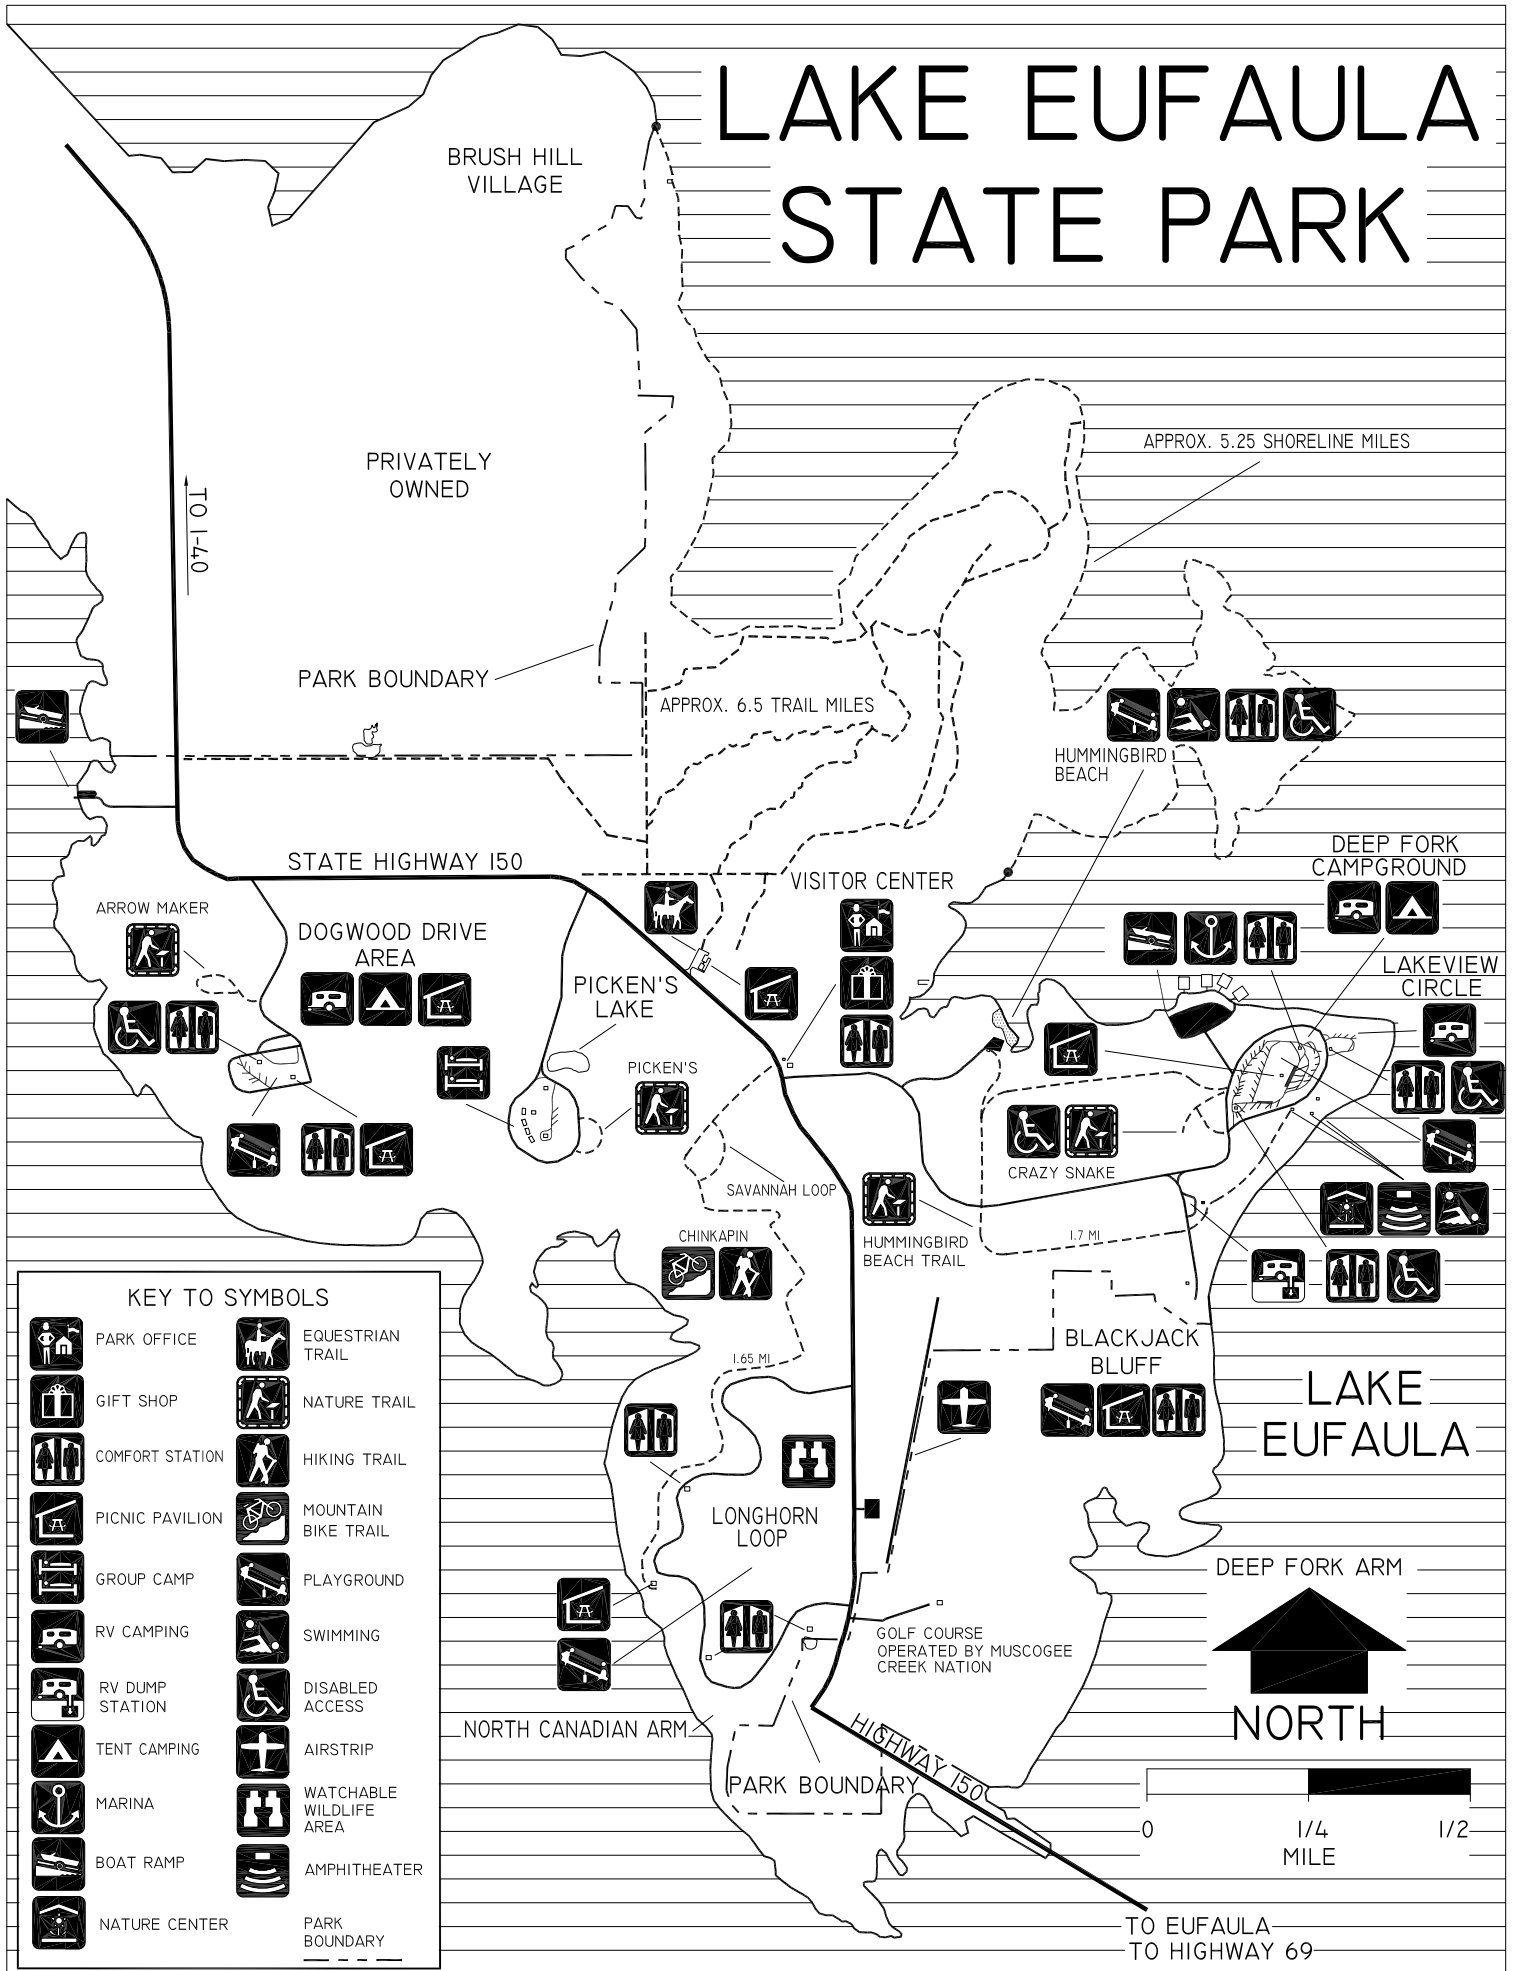 LAKE EUFAULA
STATE PARK
BRUSH HILL
VILLAGE
APPROX. 5.25 SHORELINE MILES
PRIVATELY
OWNED
TO I-40
PARK BOUNDARY
APPROX. 6.5 TRAIL MILES
HUMMINGBIRD
BEACH
STATE HIGHWAY 150
DEEP FORK
CAMPGROUND
VISITOR CENTER
ARROW MAKER
DOGWOOD DRIVE
AREA
PICKEN'S
LAKE
LAKEVIEW
CIRCLE
PICKEN'S
CRAZY SNAKE
SAVANNAH LOOP
CHINKAPIN
HUMMINGBIRD
BEACH TRAIL
1.7 MI
1.65 MI
BLACKJACK
BLUFF
LAKE
EUFAULA
LONGHORN
LOOP
DEEP FORK ARM
NORTH
GOLF COURSE
OPERATED BY MUSCOGEE
CREEK NATION
NORTH CANADIAN ARM
HIGHWAY 150
PARK BOUNDARY
0
1/4
1/2
MILE
TO EUFAULA
TO HIGHWAY 69
KEY TO SYMBOLS
PARK OFFICE
GIFT SHOP
COMFORT STATION
PICNIC PAVILION
GROUP CAMP
RV CAMPING
RV DUMP
STATION
TENT CAMPING
MARINA
BOAT RAMP
NATURE CENTER
EQUESTRIAN
TRAIL
NATURE TRAIL
HIKING TRAIL
MOUNTAIN
BIKE TRAIL
PLAYGROUND
SWIMMING
DISABLED
ACCESS
AIRSTRIP
WATCHABLE
WILDLIFE
AREA
AMPHITHEATER
PARK
BOUNDARY